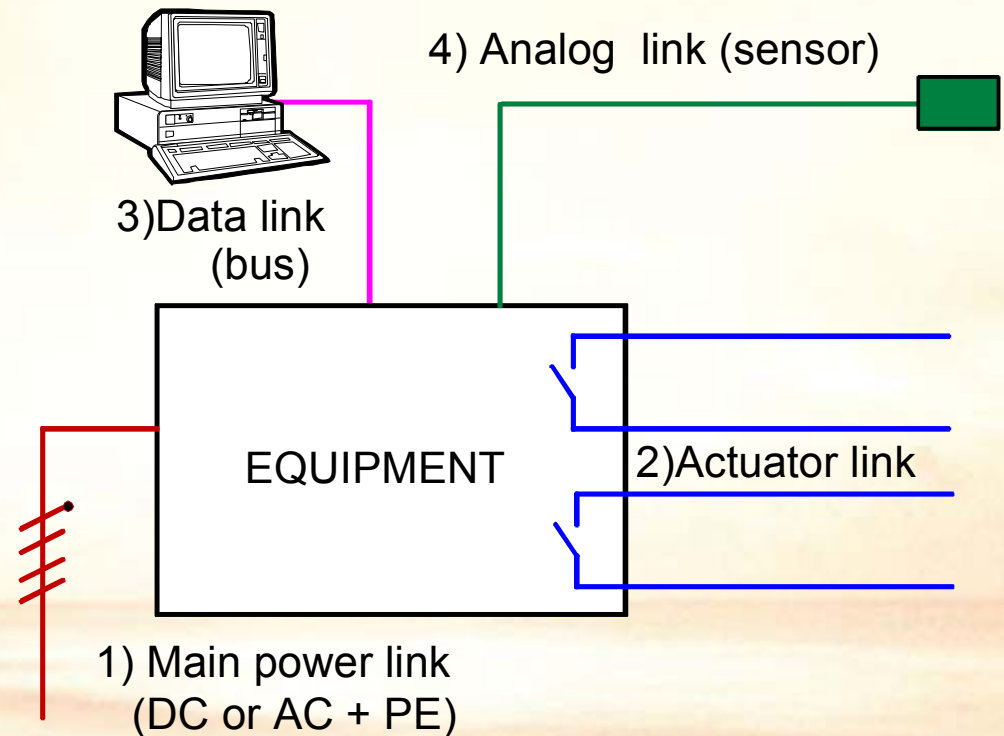 4) Analog  link (sensor)
3)Data link
(bus)
EQUIPMENT
2)Actuator link
1) Main power link
(DC or AC + PE)